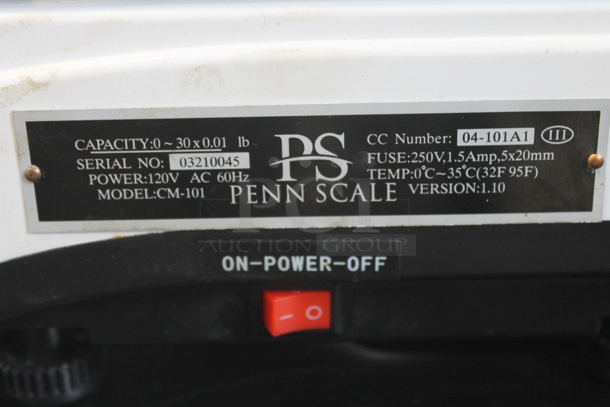 CAPACITY:0 ~ 30 x 0.01 lb
SERIAL NO: 03210045
POWER:120V AC 60Hz
MODEL:CM-101
PS
PENN SCALE
CC Number: 04-101A1 III
FUSE:250V,1.5Amp,5x20mm
TEMP:0°C~35°C(32F 95F)
VERSION:1.10
PCI
AUCTION GROUP
ON-POWER-OFF
– O